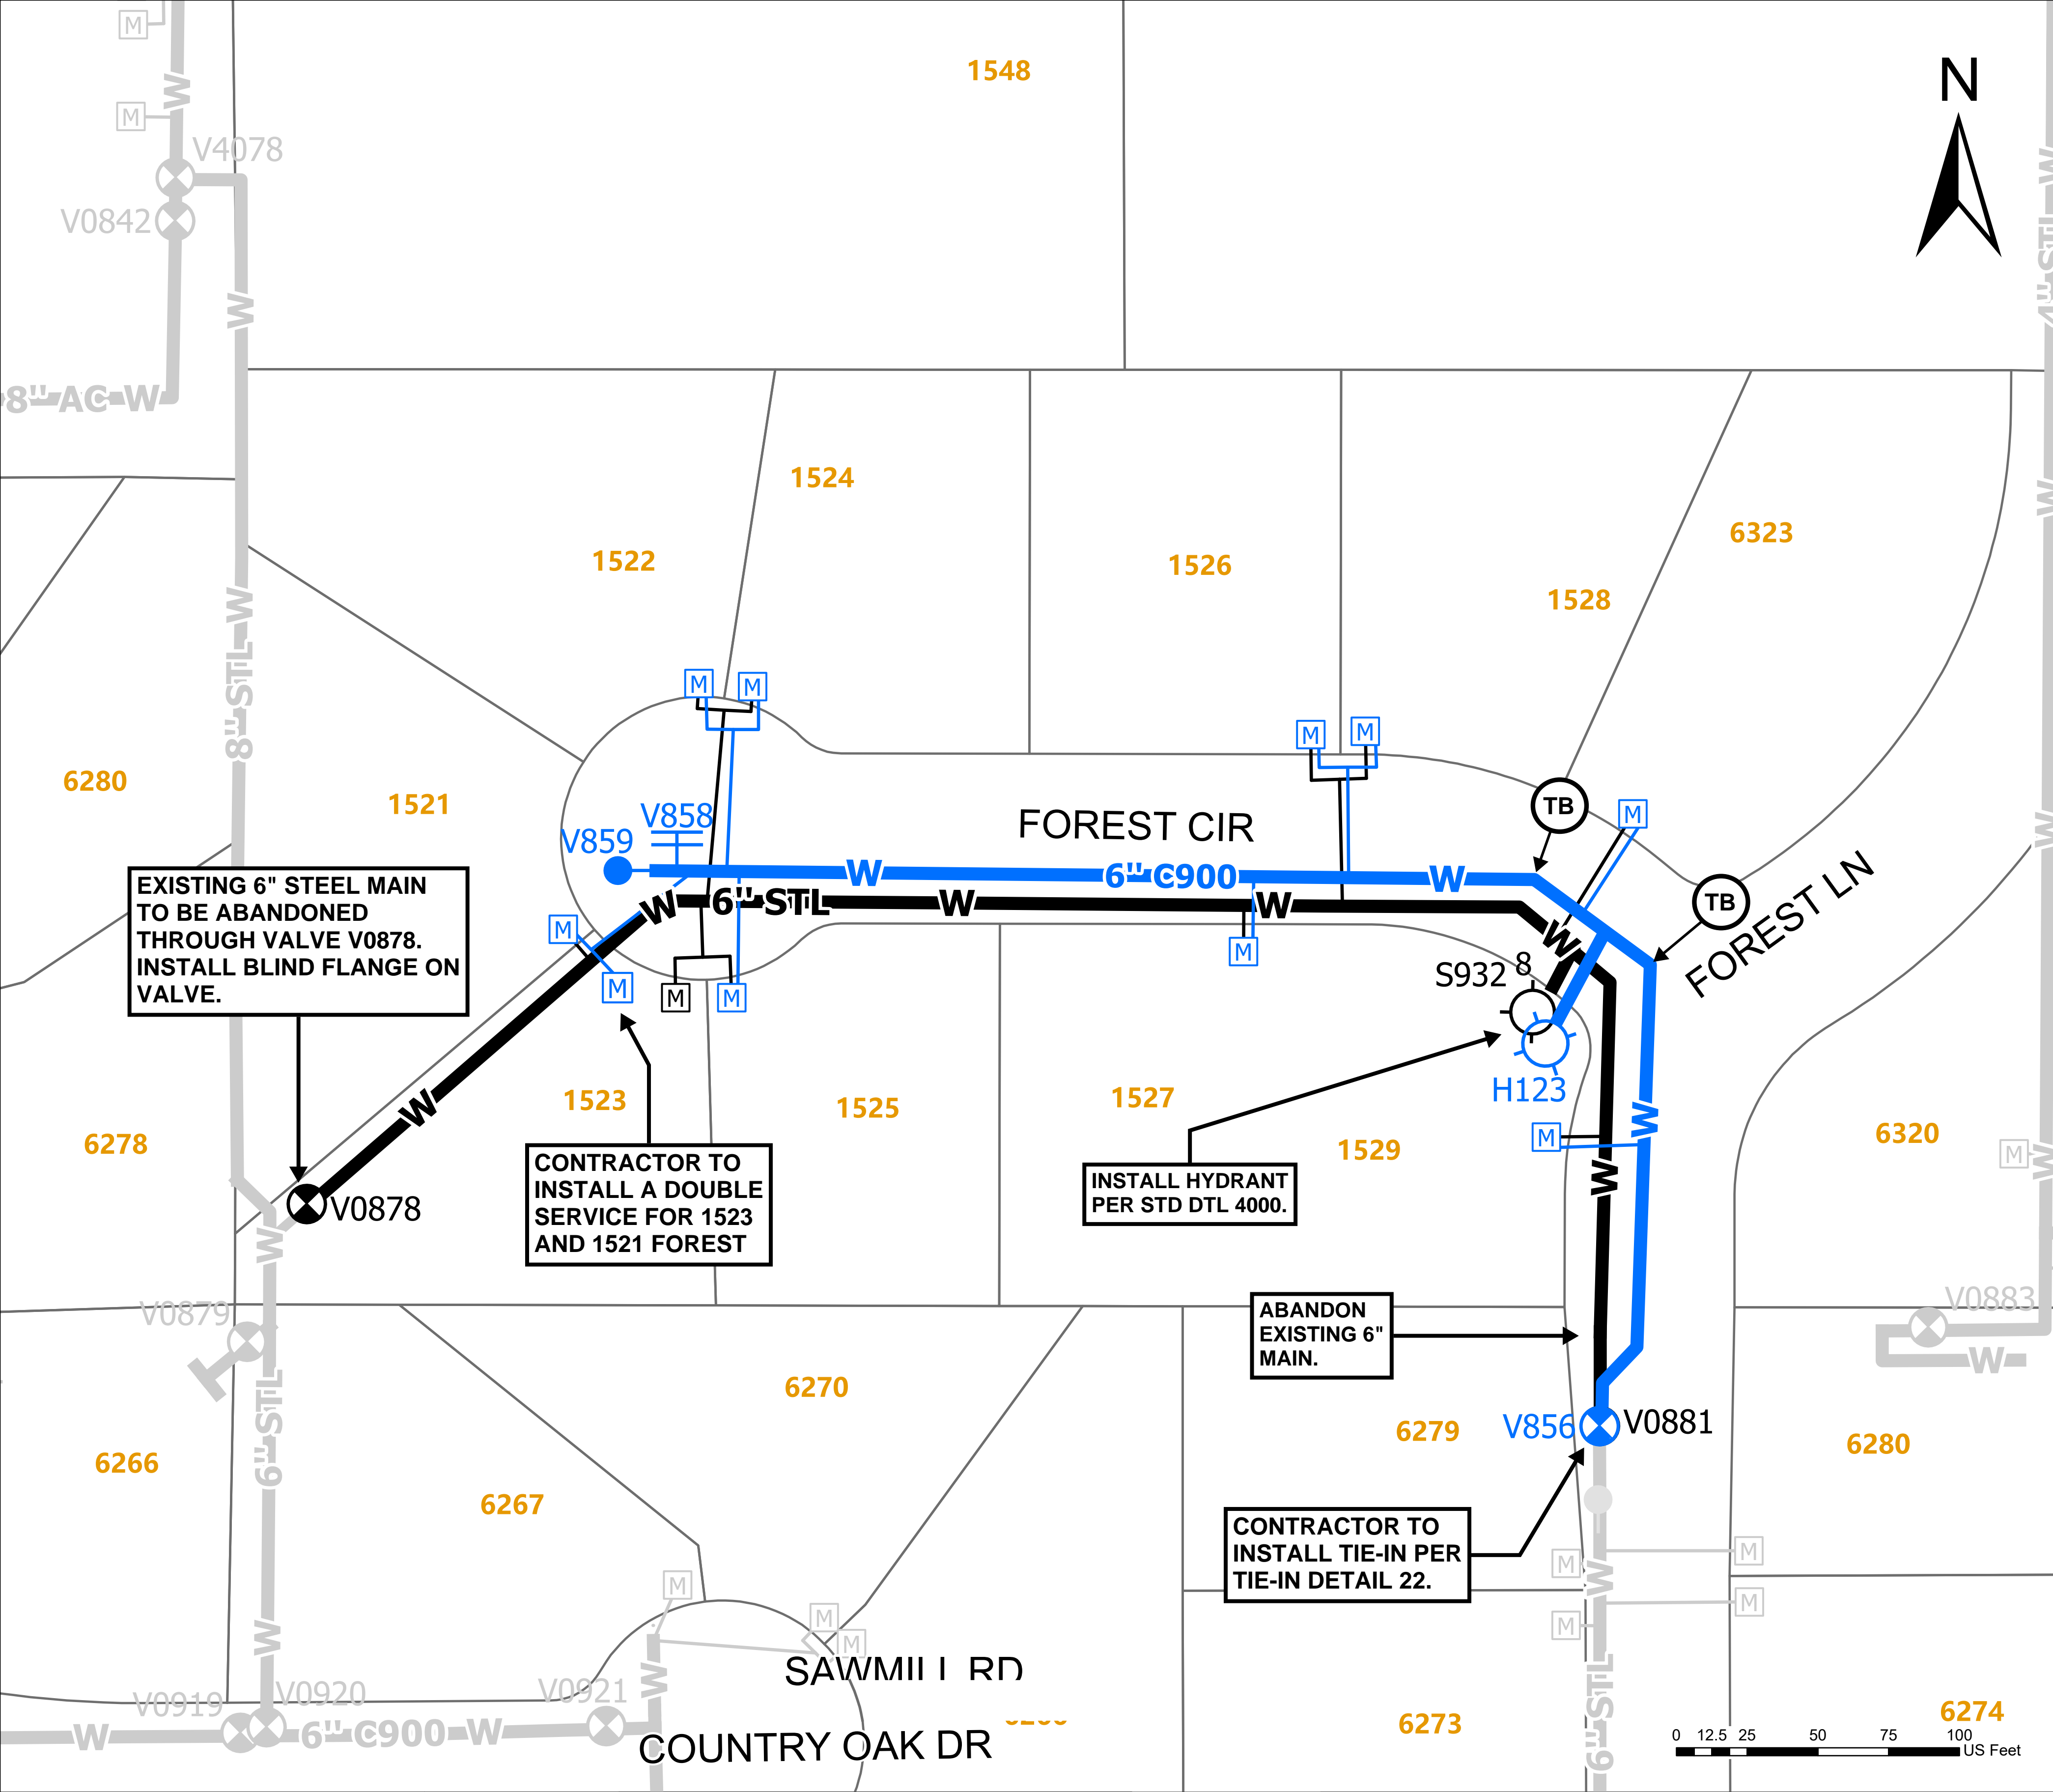 M
1548
N
W
W
M
W
V4078
V0842
4" STL
W
8" AC W
W
1524
6323
1522
1526
W
1528
8" STL
M
M
M
M
6280
1521
V858
TB
M
V859
FOREST CIR
W
W
6" C900
W
FOREST LN
EXISTING 6" STEEL MAIN
TO BE ABANDONED
THROUGH VALVE V0878.
INSTALL BLIND FLANGE ON
VALVE.
W
6" STL
W
W
TB
M
M
W
S932
8
M
M
M
H123
W
1523
1525
1527
W
1529
M
6320
M
W
6278
CONTRACTOR TO
INSTALL A DOUBLE
SERVICE FOR 1523
AND 1521 FOREST
INSTALL HYDRANT
PER STD DTL 4000.
W
V0878
W
V0879
ABANDON
EXISTING 6"
MAIN.
V0883
W
6270
6" STL
V856
V0881
6279
6280
6266
6267
CONTRACTOR TO
INSTALL TIE-IN PER
TIE-IN DETAIL 22.
M
M
M
W
M
M
M
M
W
W
SAWMILL RD
V0919
V0920
V0921
6" STL
6273
6274
W
6" C900
W
COUNTRY OAK DR
0 12.5 25 50 75 100
US Feet